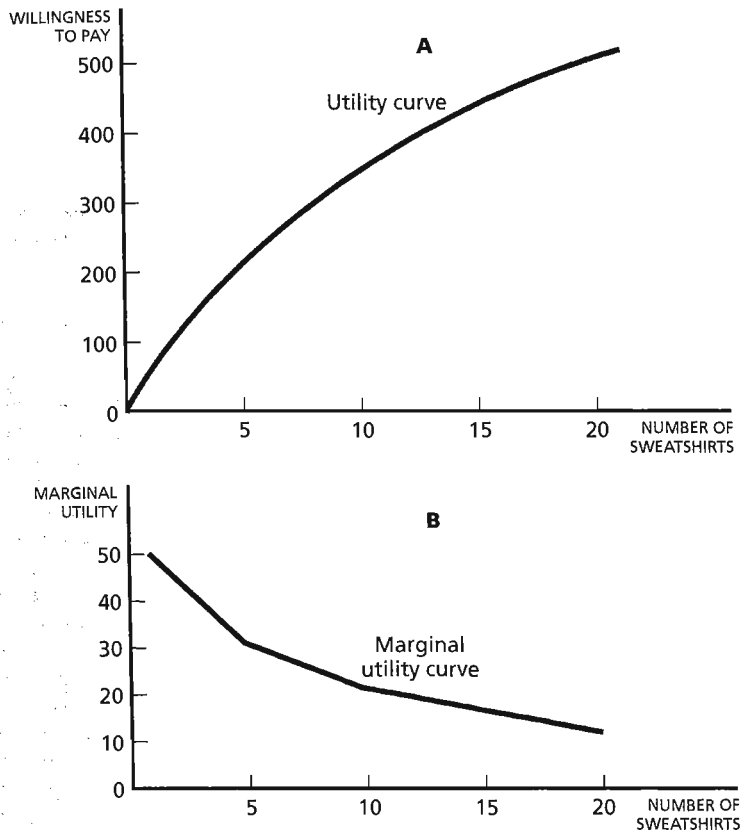 WILLINGNESS
TO PAY
A
500
Utility curve
400
300
200
100
0
5
10
15
20
NUMBER OF
SWEATSHIRTS
MARGINAL
UTILITY
B
50
40
30
Marginal
utility curve
20
10
0
5
10
15
20
NUMBER OF
SWEATSHIRTS